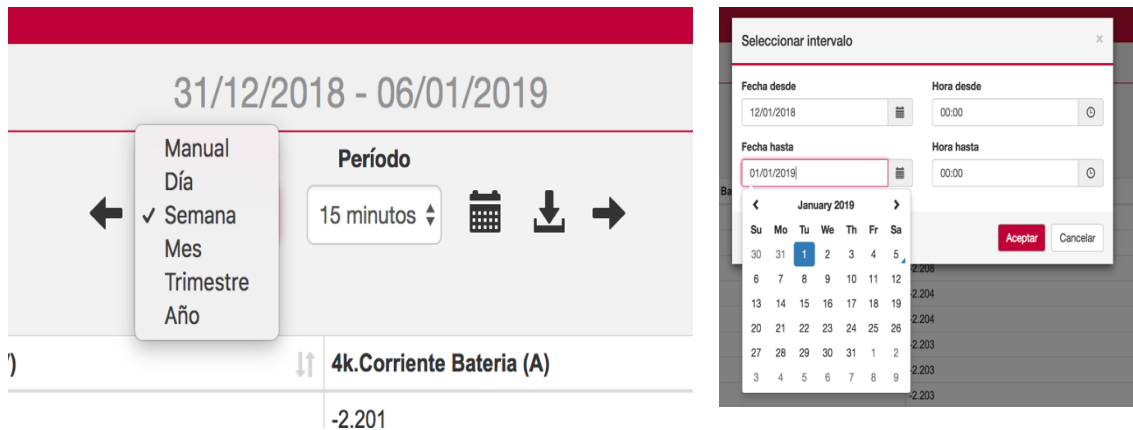 31/12/2018 - 06/01/2019
Manual
Día
Semana
Mes
Trimestre
Año
Período
15 minutos
)
4k.Corriente Bateria (A)
-2.201
Seleccionar intervalo
x
Fecha desde
Hora desde
12/01/2018
00:00
Fecha hasta
Hora hasta
01/01/2019
00:00
Ba
January 2019
Su Mo Tu We Th Fr Sa
30 31 1 2 3 4 5
6 7 8 9 10 11 12
13 14 15 16 17 18 19
20 21 22 23 24 25 26
27 28 29 30 31 1 2
3 4 5 6 7 8 9
Aceptar Cancelar
-2.208
-2.204
-2.204
-2.203
-2.203
-2.203